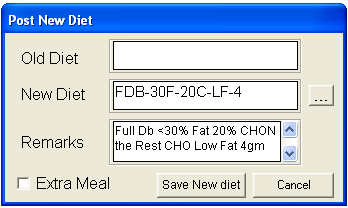 Post New Diet
Old Diet
New Diet FDB-30F-20C-LF-4 ...
Remarks
Full Db <30% Fat 20% CHON
the Rest CHO Low Fat 4gm
Extra Meal Save New diet Cancel